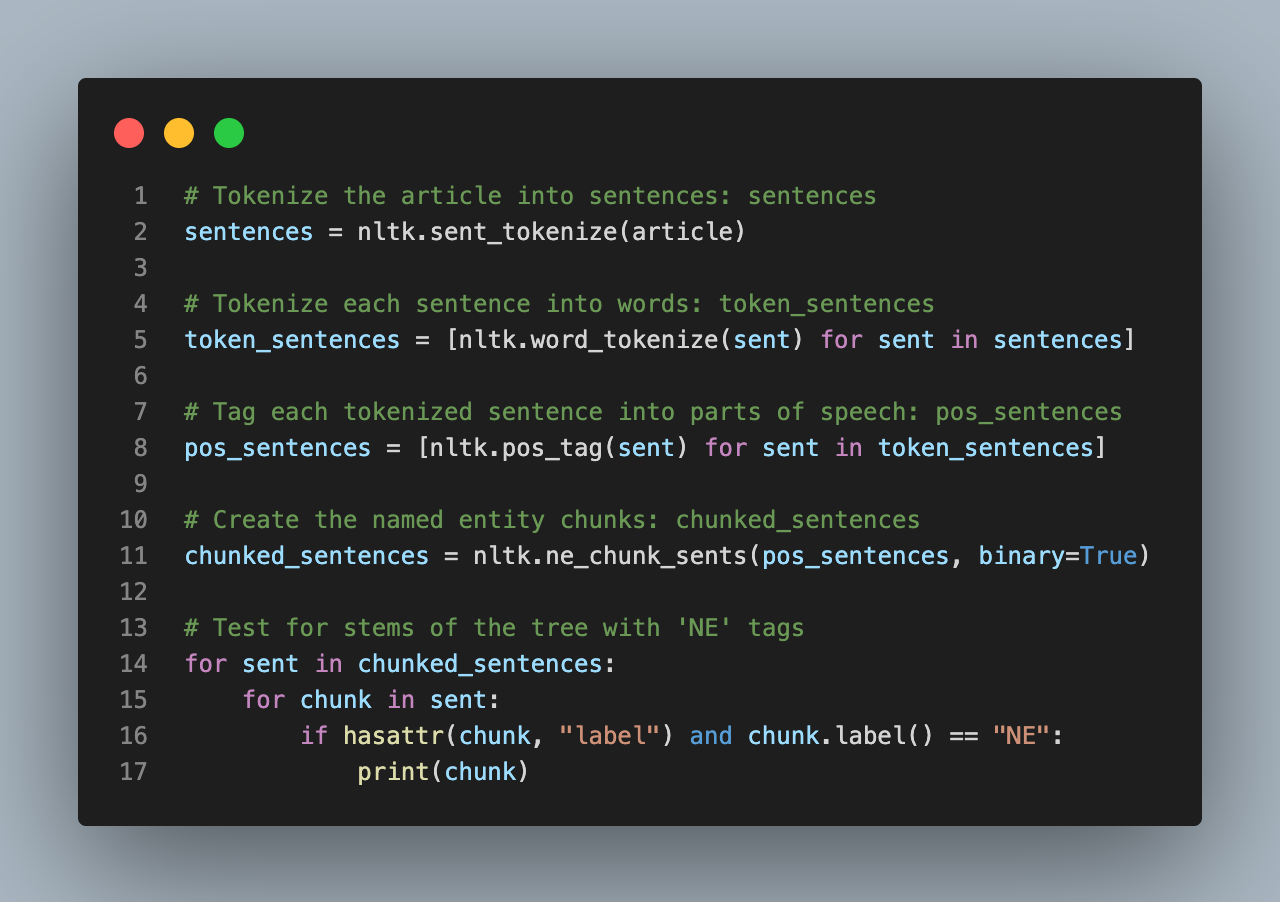 1 # Tokenize the article into sentences: sentences
2 sentences = nltk.sent_tokenize(article)
3
4 # Tokenize each sentence into words: token_sentences
5 token_sentences = [nltk.word_tokenize(sent) for sent in sentences]
6
7 # Tag each tokenized sentence into parts of speech: pos_sentences
8 pos_sentences = [nltk.pos_tag(sent) for sent in token_sentences]
9
10 # Create the named entity chunks: chunked_sentences
11 chunked_sentences = nltk.ne_chunk_sents(pos_sentences, binary=True)
12
13 # Test for stems of the tree with 'NE' tags
14 for sent in chunked_sentences:
15     for chunk in sent:
16         if hasattr(chunk, "label") and chunk.label() == "NE":
17             print(chunk)